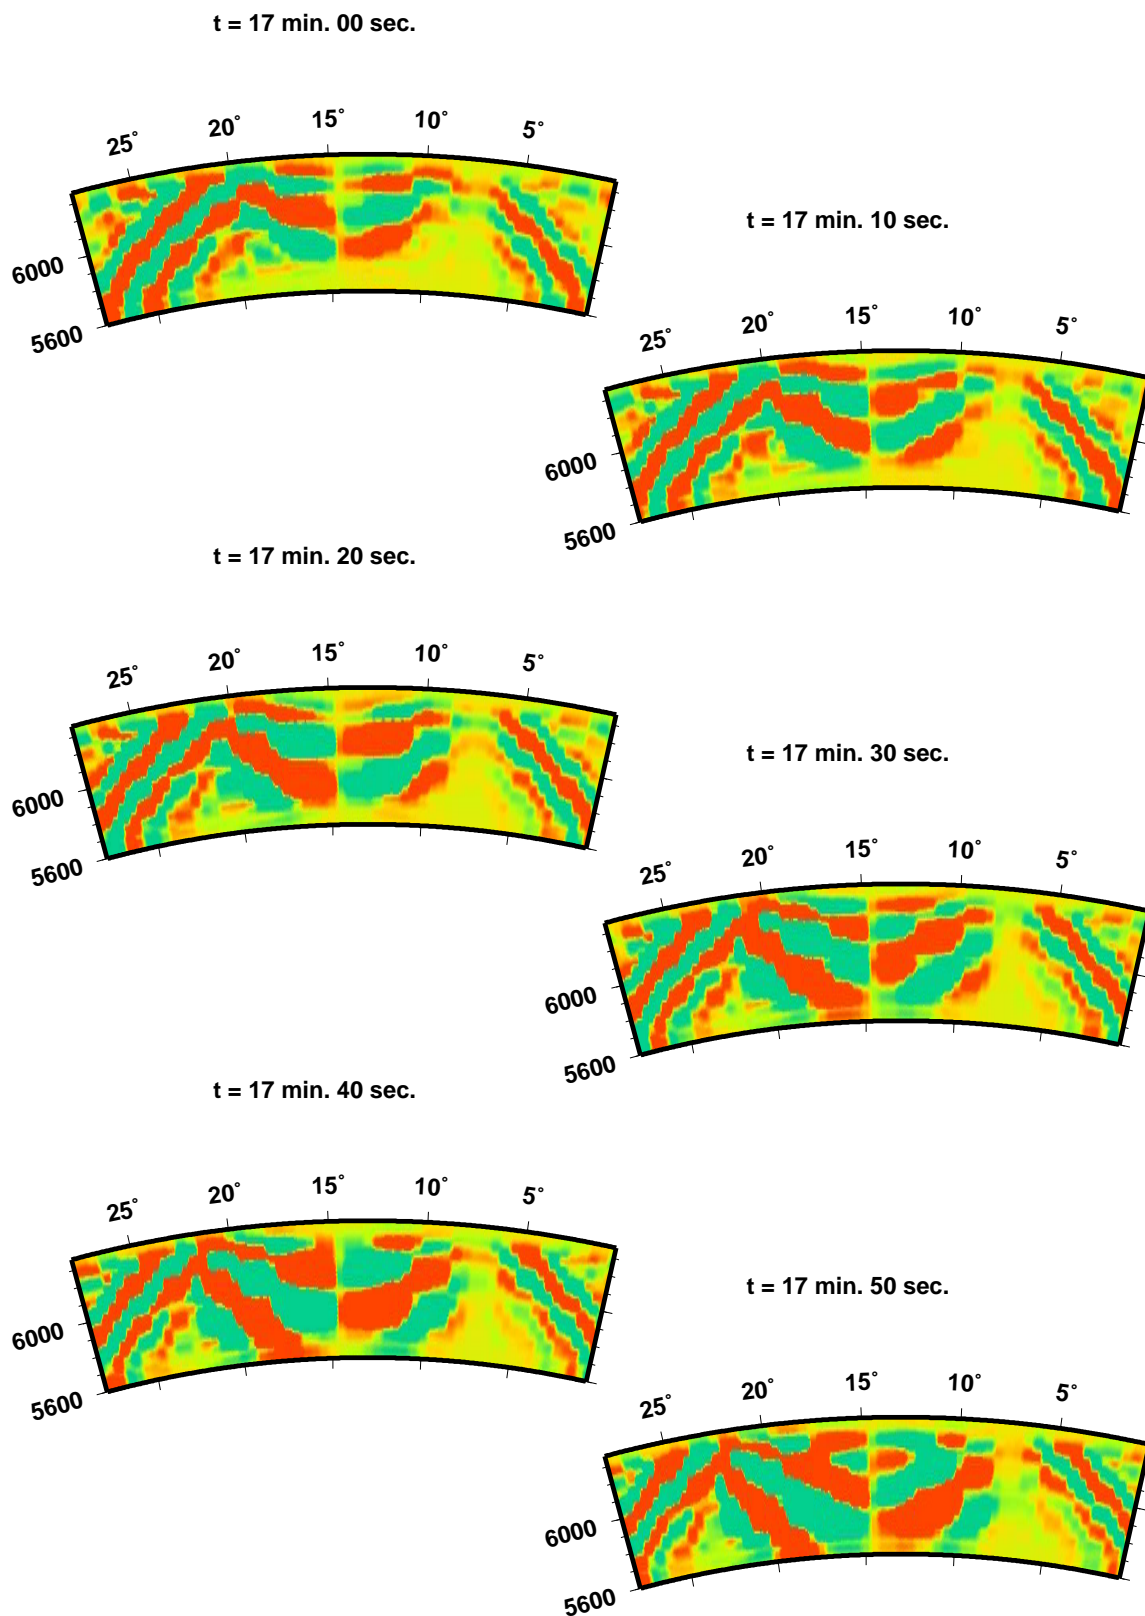 t = 17 min. 00 sec.
25° 20° 15° 10° 5°
6000
5600
t = 17 min. 10 sec.
25° 20° 15° 10° 5°
6000
5600
t = 17 min. 20 sec.
25° 20° 15° 10° 5°
6000
5600
t = 17 min. 30 sec.
25° 20° 15° 10° 5°
6000
5600
t = 17 min. 40 sec.
25° 20° 15° 10° 5°
6000
5600
t = 17 min. 50 sec.
25° 20° 15° 10° 5°
6000
5600